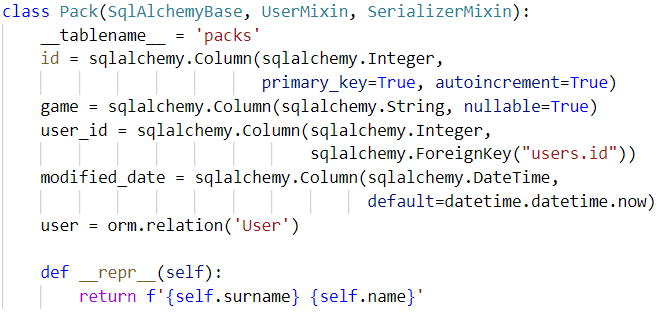 class Pack(SqlAlchemyBase, UserMixin, SerializerMixin):
    __tablename__ = 'packs'
    id = sqlalchemy.Column(sqlalchemy.Integer,
                           primary_key=True, autoincrement=True)
    game = sqlalchemy.Column(sqlalchemy.String, nullable=True)
    user_id = sqlalchemy.Column(sqlalchemy.Integer,
                                sqlalchemy.ForeignKey("users.id"))
    modified_date = sqlalchemy.Column(sqlalchemy.DateTime,
                                      default=datetime.datetime.now)
    user = orm.relation('User')

    def __repr__(self):
        return f'{self.surname} {self.name}'